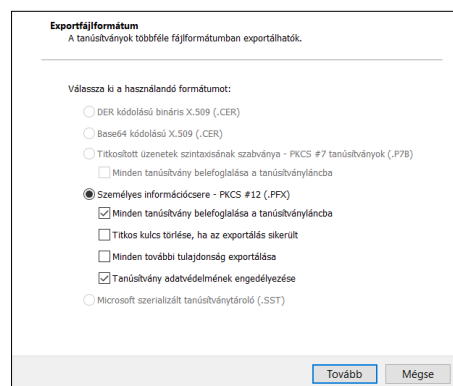 Exportfájlformátum
A tanúsítványok többféle fájlformátumban exportálhatók.
Válassza ki a használandó formátumot:
DER kódolású bináris X.509 (.CER)
Base64 kódolású X.509 (.CER)
Titkosított üzenetek szintaxisának szabványa - PKCS #7 tanúsítványok (.P7B)
Minden tanúsítvány belefoglalása a tanúsítványláncba
Személyes információcsere - PKCS #12 (.PFX)
Minden tanúsítvány belefoglalása a tanúsítványláncba
Titkos kulcs törlése, ha az exportálás sikerült
Minden további tulajdonság exportálása
Tanúsítvány adatvédelmének engedélyezése
Microsoft szerializált tanúsítványtároló (.SST)
Tovább Mégse